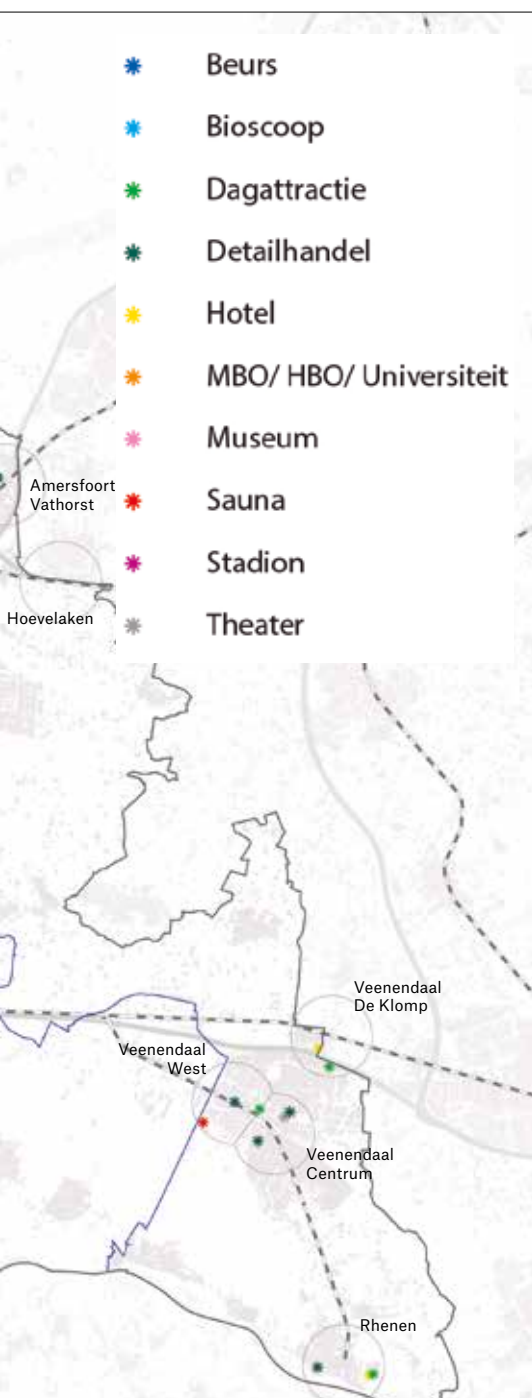 Beurs
Bioscoop
Dagattractie
Detailhandel
Hotel
MBO/ HBO/ Universiteit
Museum
Sauna
Stadion
Theater
Amersfoort
Vathorst
Hoevelaken
Veenendaal
De Klomp
Veenendaal
West
Veenendaal
Centrum
Rhenen